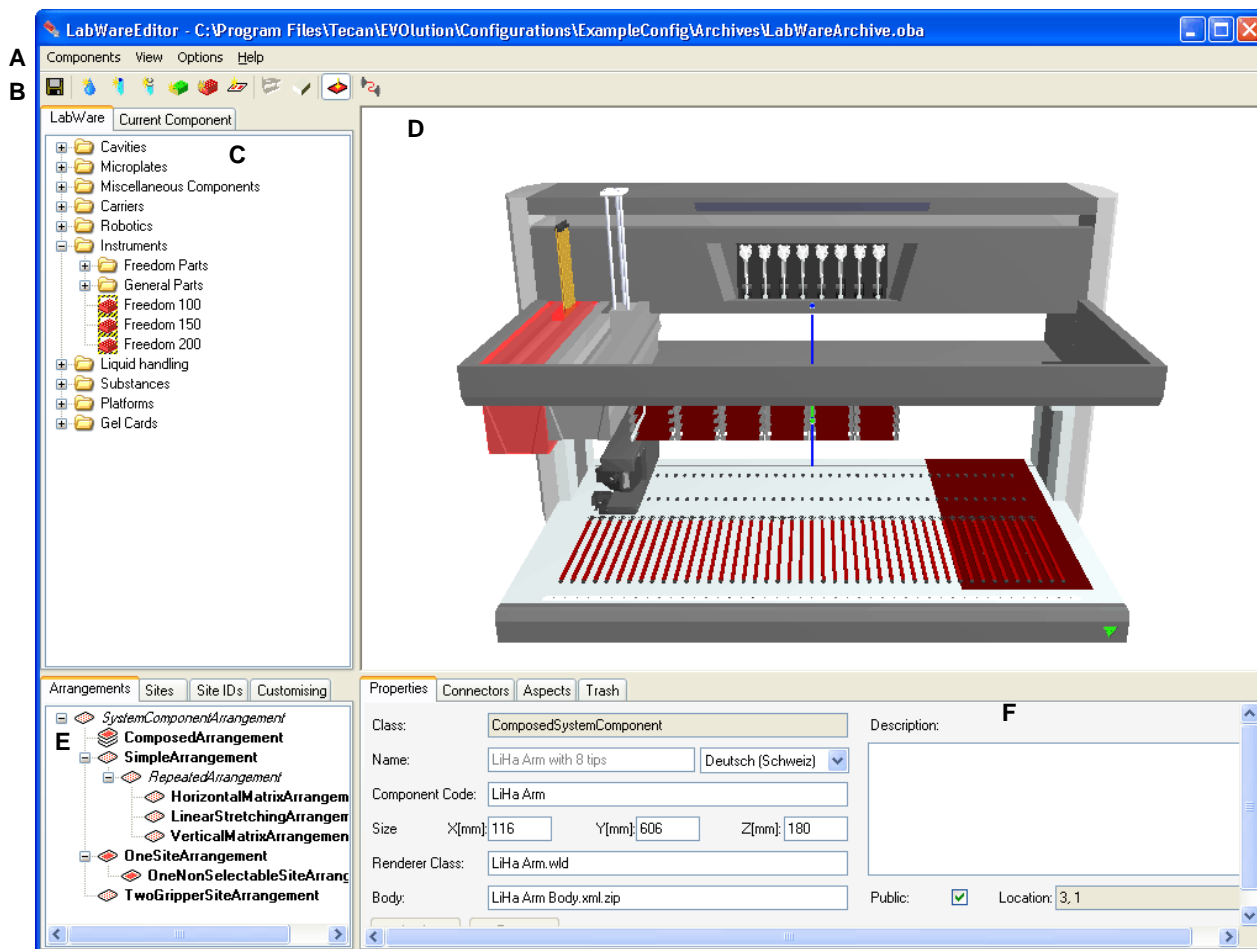 LabWareEditor - C:\Program Files\Tecan\EVOlution\Configurations\ExampleConfig\Archives\LabWareArchive.oba
A
Components View Options Help
B
LabWare Current Component
C
D
Cavities
Microplates
Miscellaneous Components
Carriers
Robotics
Instruments
Freedom Parts
General Parts
Freedom 100
Freedom 150
Freedom 200
Liquid handling
Substances
Platforms
Gel Cards
Arrangements Sites Site IDs Customising
E
SystemComponentArrangement
ComposedArrangement
SimpleArrangement
RepeatedArrangement
HorizontalMatrixArrangem
LinearStretchingArrangem
VerticalMatrixArrangemen
OneSiteArrangement
OneNonSelectableSiteArrang
TwoGripperSiteArrangement
Properties Connectors Aspects Trash
F
Class: ComposedSystemComponent
Description:
Name: LiHa Arm with 8 tips Deutsch (Schweiz)
Component Code: LiHa Arm
Size X[mm]: 116 Y[mm]: 606 Z[mm]: 180
Renderer Class: LiHa Arm.wld
Body: LiHa Arm Body.xml.zip
Public: Location: 3, 1